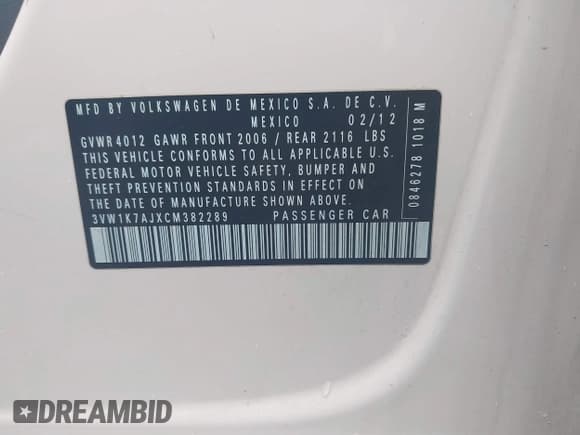 MFD BY VOLKSWAGEN DE MEXICO S.A. DE C.V.
MEXICO 02/12
GVWR 4012 GAWR FRONT 2006 / REAR 2116 LBS
THIS VEHICLE CONFORMS TO ALL APPLICABLE U.S.
FEDERAL MOTOR VEHICLE SAFETY, BUMPER AND
THEFT PREVENTION STANDARDS IN EFFECT ON
THE DATE OF MANUFACTURE SHOWN ABOVE.
3VW1K7AJXCM382289 PASSENGER CAR
0846278 1018 M
DREAMBID